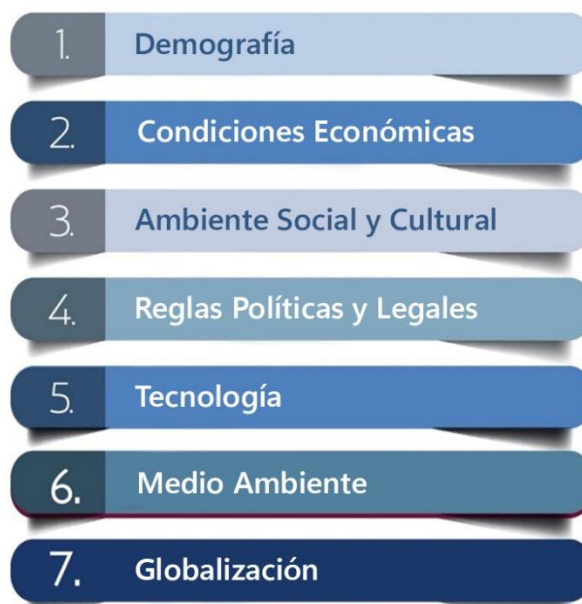 1. Demografía
2. Condiciones Económicas
3. Ambiente Social y Cultural
4. Reglas Políticas y Legales
5. Tecnología
6. Medio Ambiente
7. Globalización